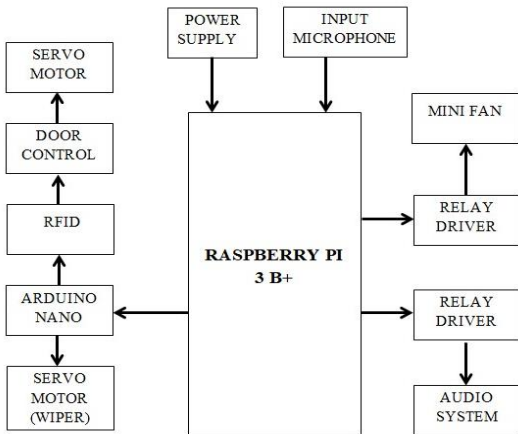 POWER
SUPPLY
INPUT
MICROPHONE
SERVO
MOTOR
DOOR
CONTROL
RFID
ARDUINO
NANO
SERVO
MOTOR
(WIPER)
RASPBERRY PI
3 B+
MINI FAN
RELAY
DRIVER
RELAY
DRIVER
AUDIO
SYSTEM